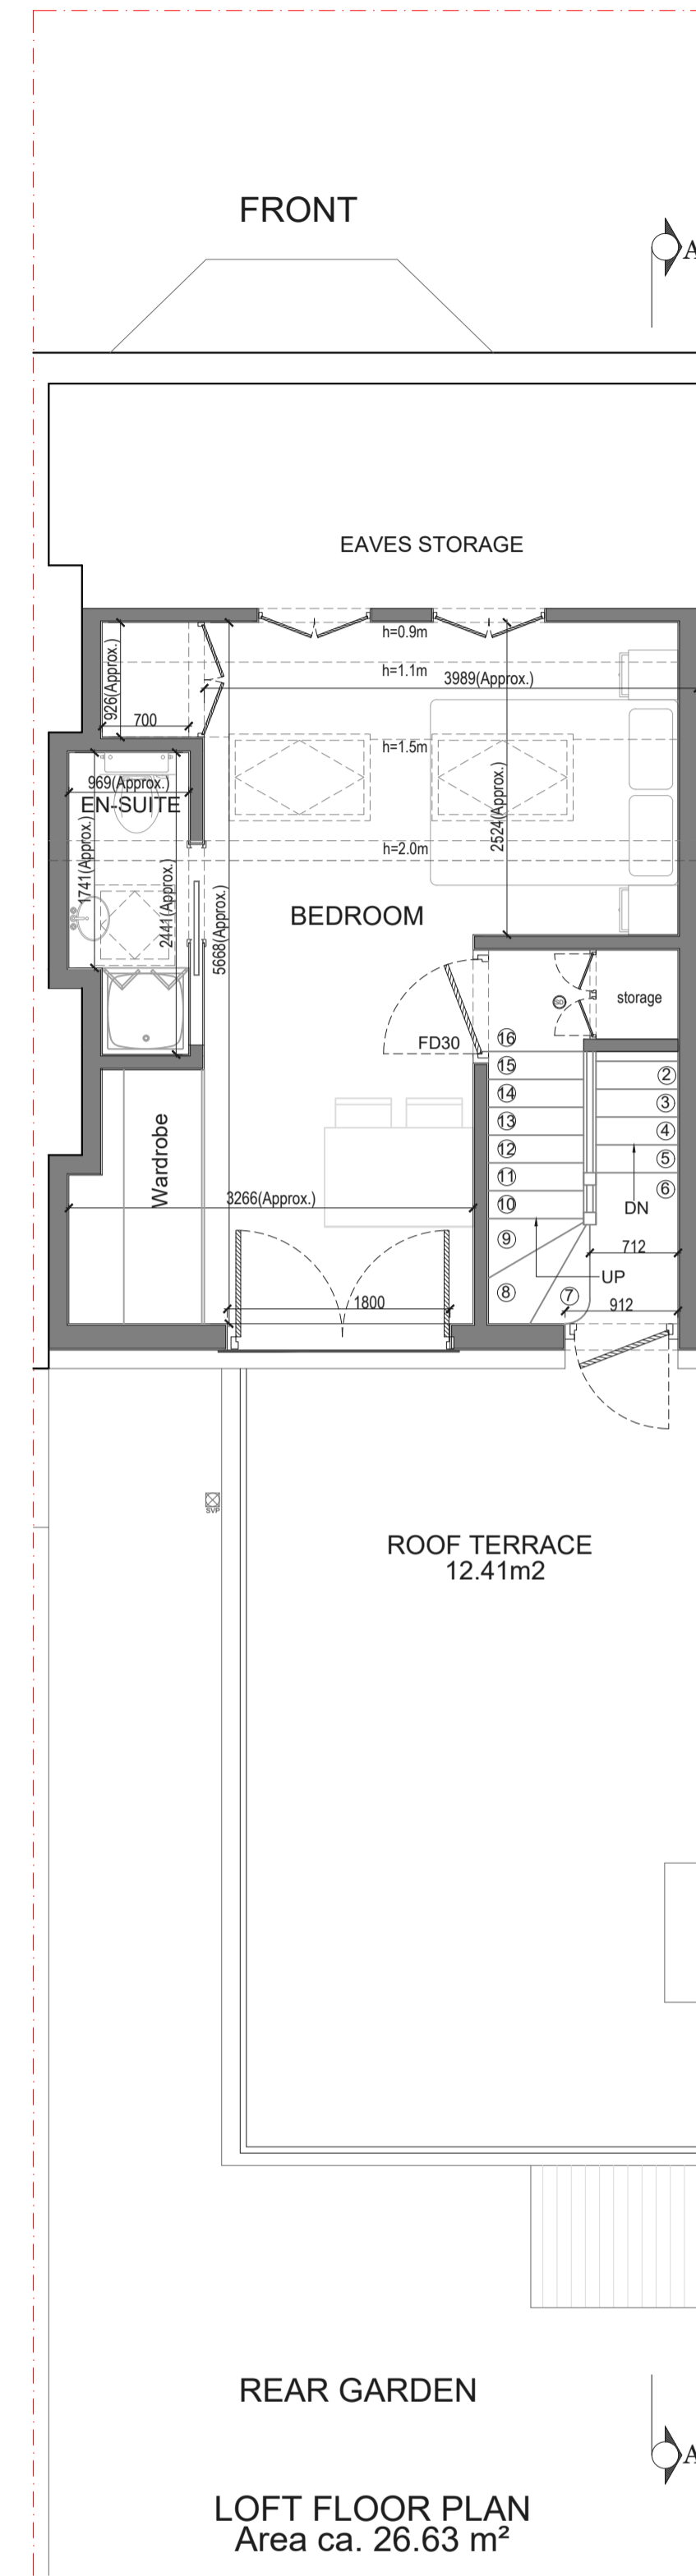 FRONT
A
EAVES STORAGE
h=0.9m
926(Approx.)
h=1.1m
3989(Approx.)
700
h=1.5m
969(Approx.)
EN-SUITE
2524(Approx.)
1741(Approx.)
h=2.0m
2441(Approx.)
5668(Approx.)
BEDROOM
storage
SD
FD30
16
15
14
13
12
11
10
9
8
7
2
3
4
5
6
DN
Wardrobe
3266(Approx.)
712
UP
1800
912
SVP
ROOF TERRACE
12.41m2
REAR GARDEN
A
LOFT FLOOR PLAN
Area ca. 26.63 m²